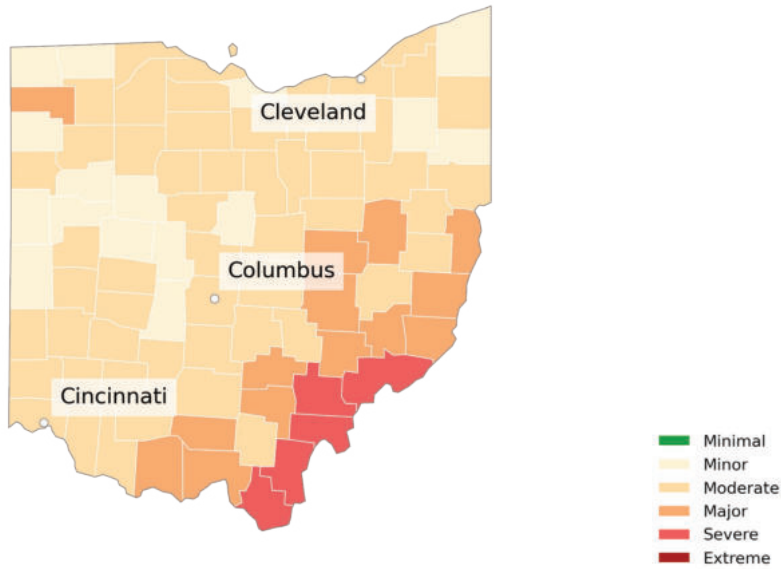 Cleveland
Columbus
Cincinnati
Minimal
Minor
Moderate
Major
Severe
Extreme